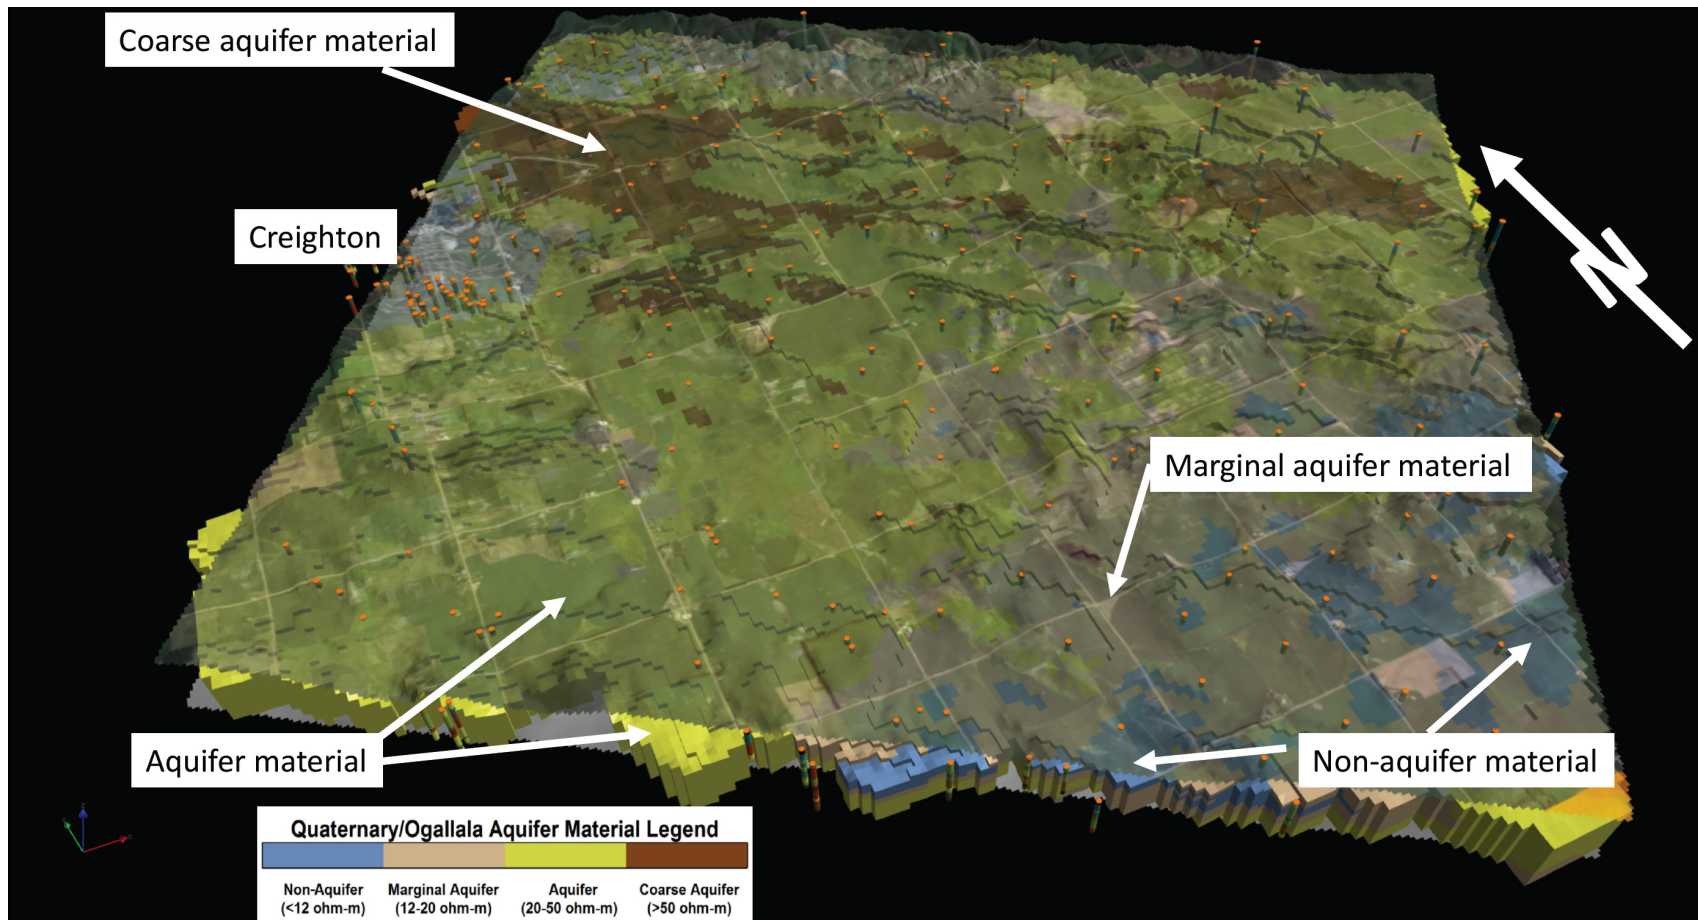 Coarse aquifer material
Creighton
N
Marginal aquifer material
Aquifer material
Non-aquifer material
Quaternary/Ogallala Aquifer Material Legend
Non-Aquifer Marginal Aquifer Aquifer Coarse Aquifer
(<12 ohm-m) (12-20 ohm-m) (20-50 ohm-m) (>50 ohm-m)